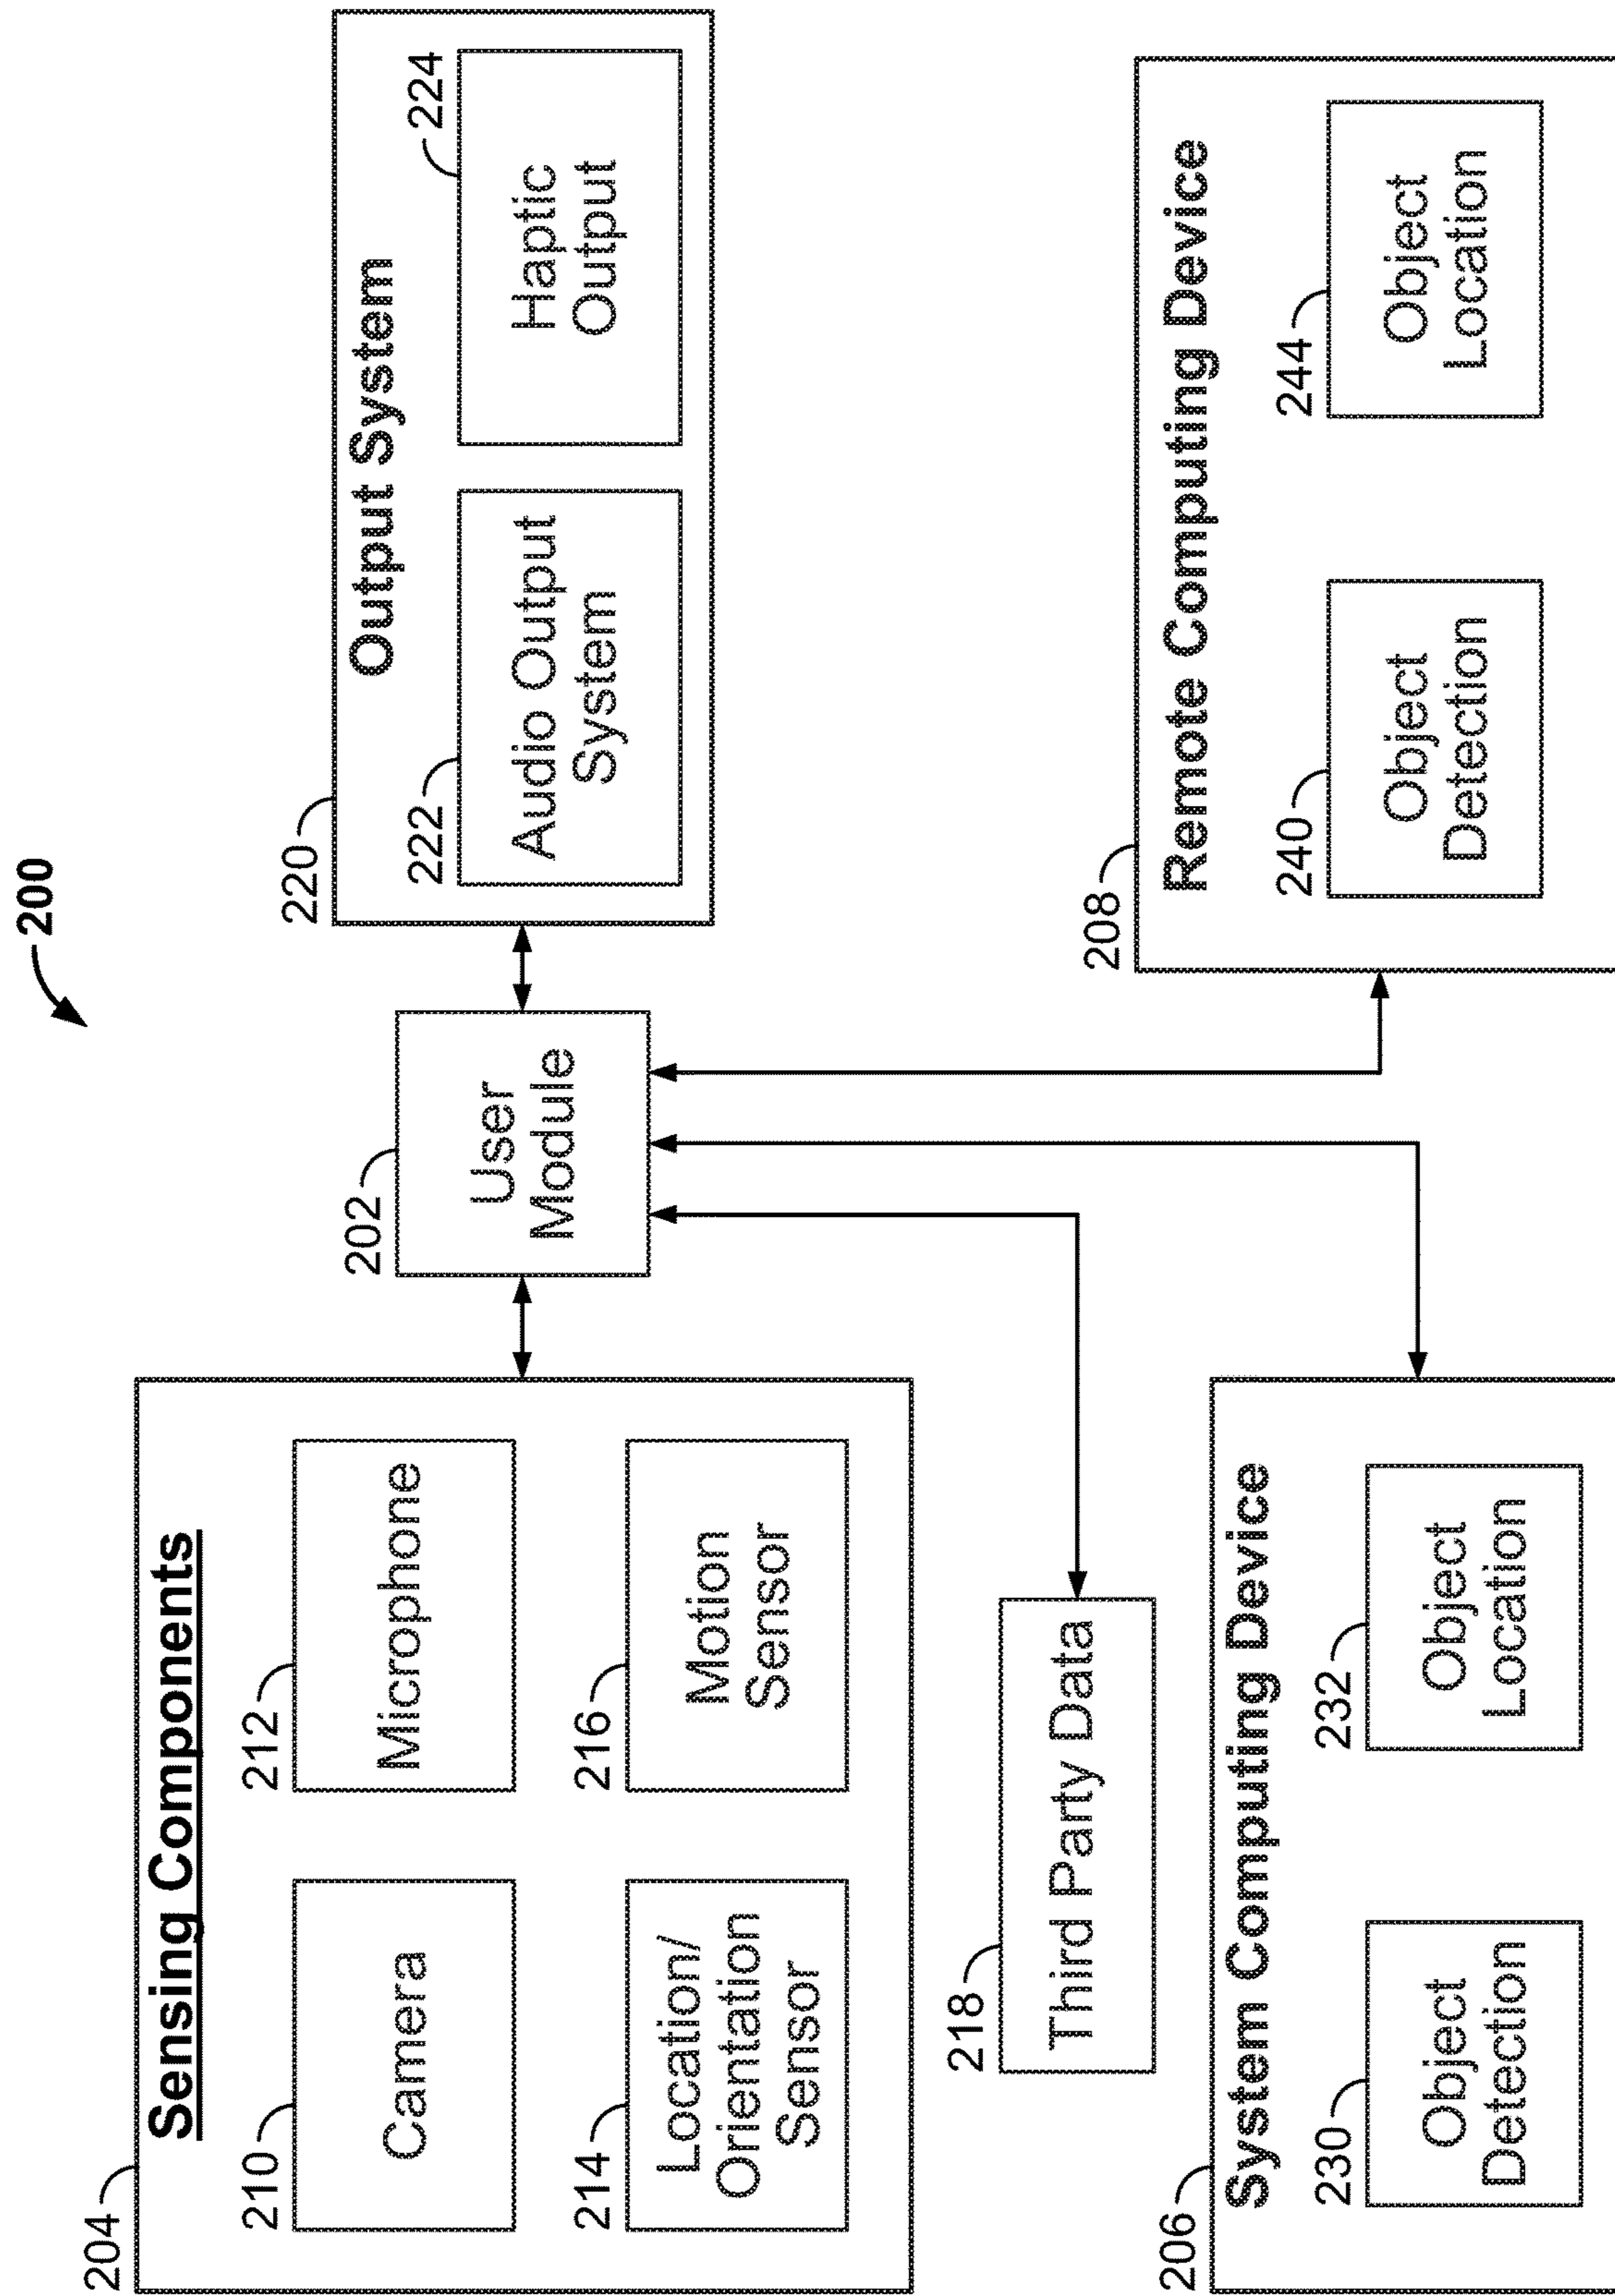 200
204
Sensing Components
210
Camera
212
Microphone
214
Location/
Orientation
Sensor
216
Motion
Sensor
202
User
Module
220
Output System
222
Audio Output
System
224
Haptic
Output
218
Third Party Data
206
System Computing Device
230
Object
Detection
232
Object
Location
208
Remote Computing Device
240
Object
Detection
244
Object
Location